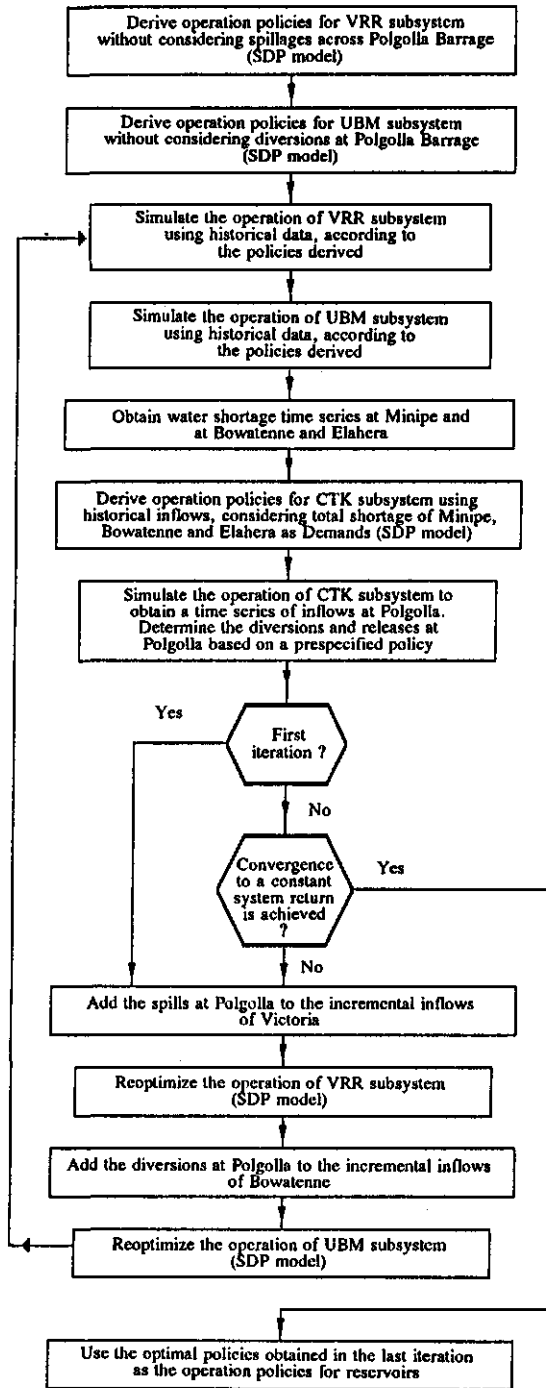 Derive operation policies for VRR subsystem
without considering spillages across Polgolla Barrage
(SDP model)
Derive operation policies for UBM subsystem
without considering diversions at Polgolla Barrage
(SDP model)
Simulate the operation of VRR subsystem
using historical data, according to
the policies derived
Simulate the operation of UBM subsystem
using historical data, according to
the policies derived
Obtain water shortage time series at Minipe and
at Bowatenne and Elahera
Derive operation policies for CTK subsystem using
historical inflows, considering total shortage of Minipe,
Bowatenne and Elahera as Demands (SDP model)
Simulate the operation of CTK subsystem to
obtain a time series of inflows at Polgolla.
Determine the diversions and releases at
Polgolla based on a prespecified policy
Yes
First
iteration ?
No
Convergence
to a constant
system return
is achieved
?
Yes
No
Add the spills at Polgolla to the incremental inflows
of Victoria
Reoptimize the operation of VRR subsystem
(SDP model)
Add the diversions at Polgolla to the incremental inflows
of Bowatenne
Reoptimize the operation of UBM subsystem
(SDP model)
Use the optimal policies obtained in the last iteration
as the operation policies for reservoirs